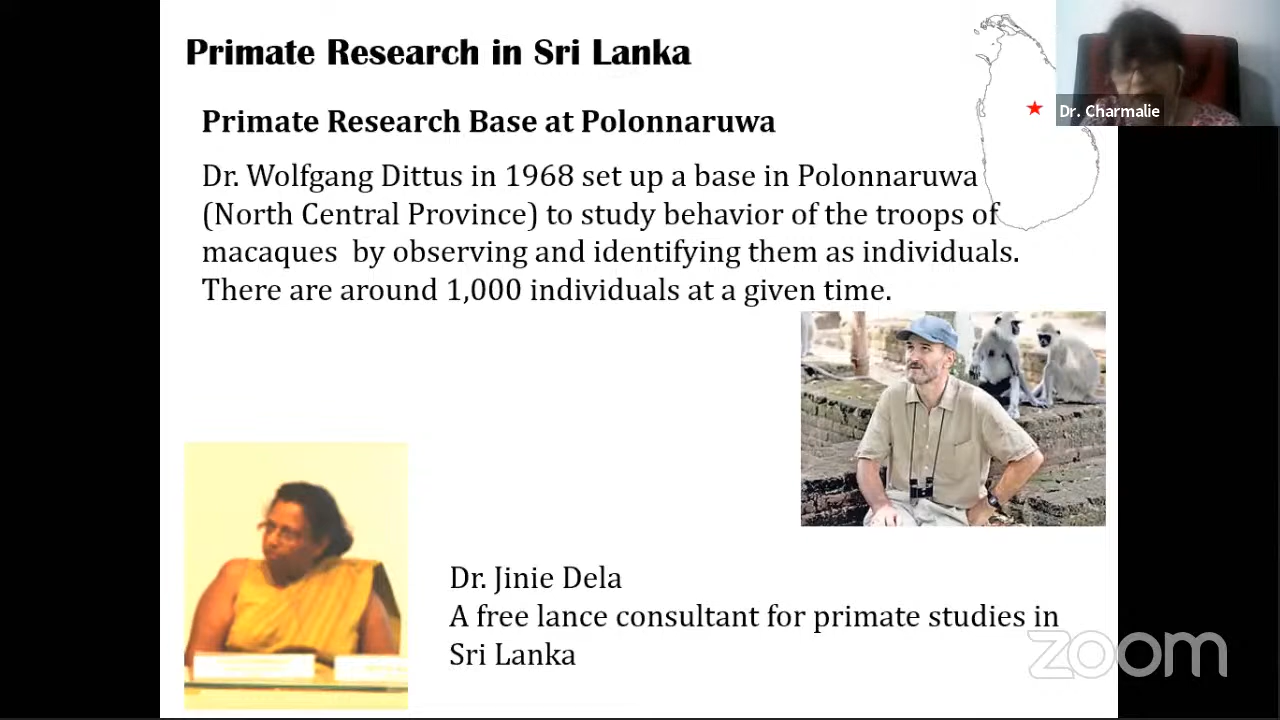 Primate Research in Sri Lanka
Dr. Charmalie
Primate Research Base at Polonnaruwa
Dr. Wolfgang Dittus in 1968 set up a base in Polonnaruwa
(North Central Province) to study behavior of the troops of
macaques by observing and identifying them as individuals.
There are around 1,000 individuals at a given time.
Dr. Jinie Dela
A free lance consultant for primate studies in
Sri Lanka
zoom